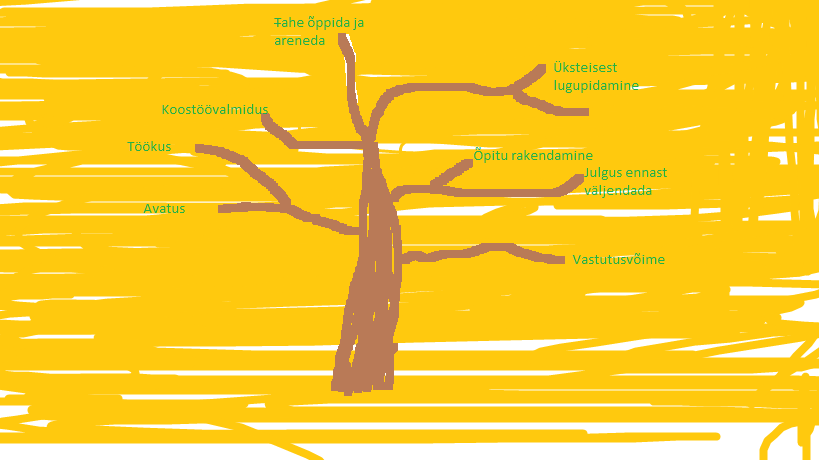 Tahe õppida ja
areneda
Üksteisest
lugupidamine
Koostöövalmidus
Töökus
Õpitu rakendamine
Julgus ennast
väljendada
Avatus
Vastutusvõime